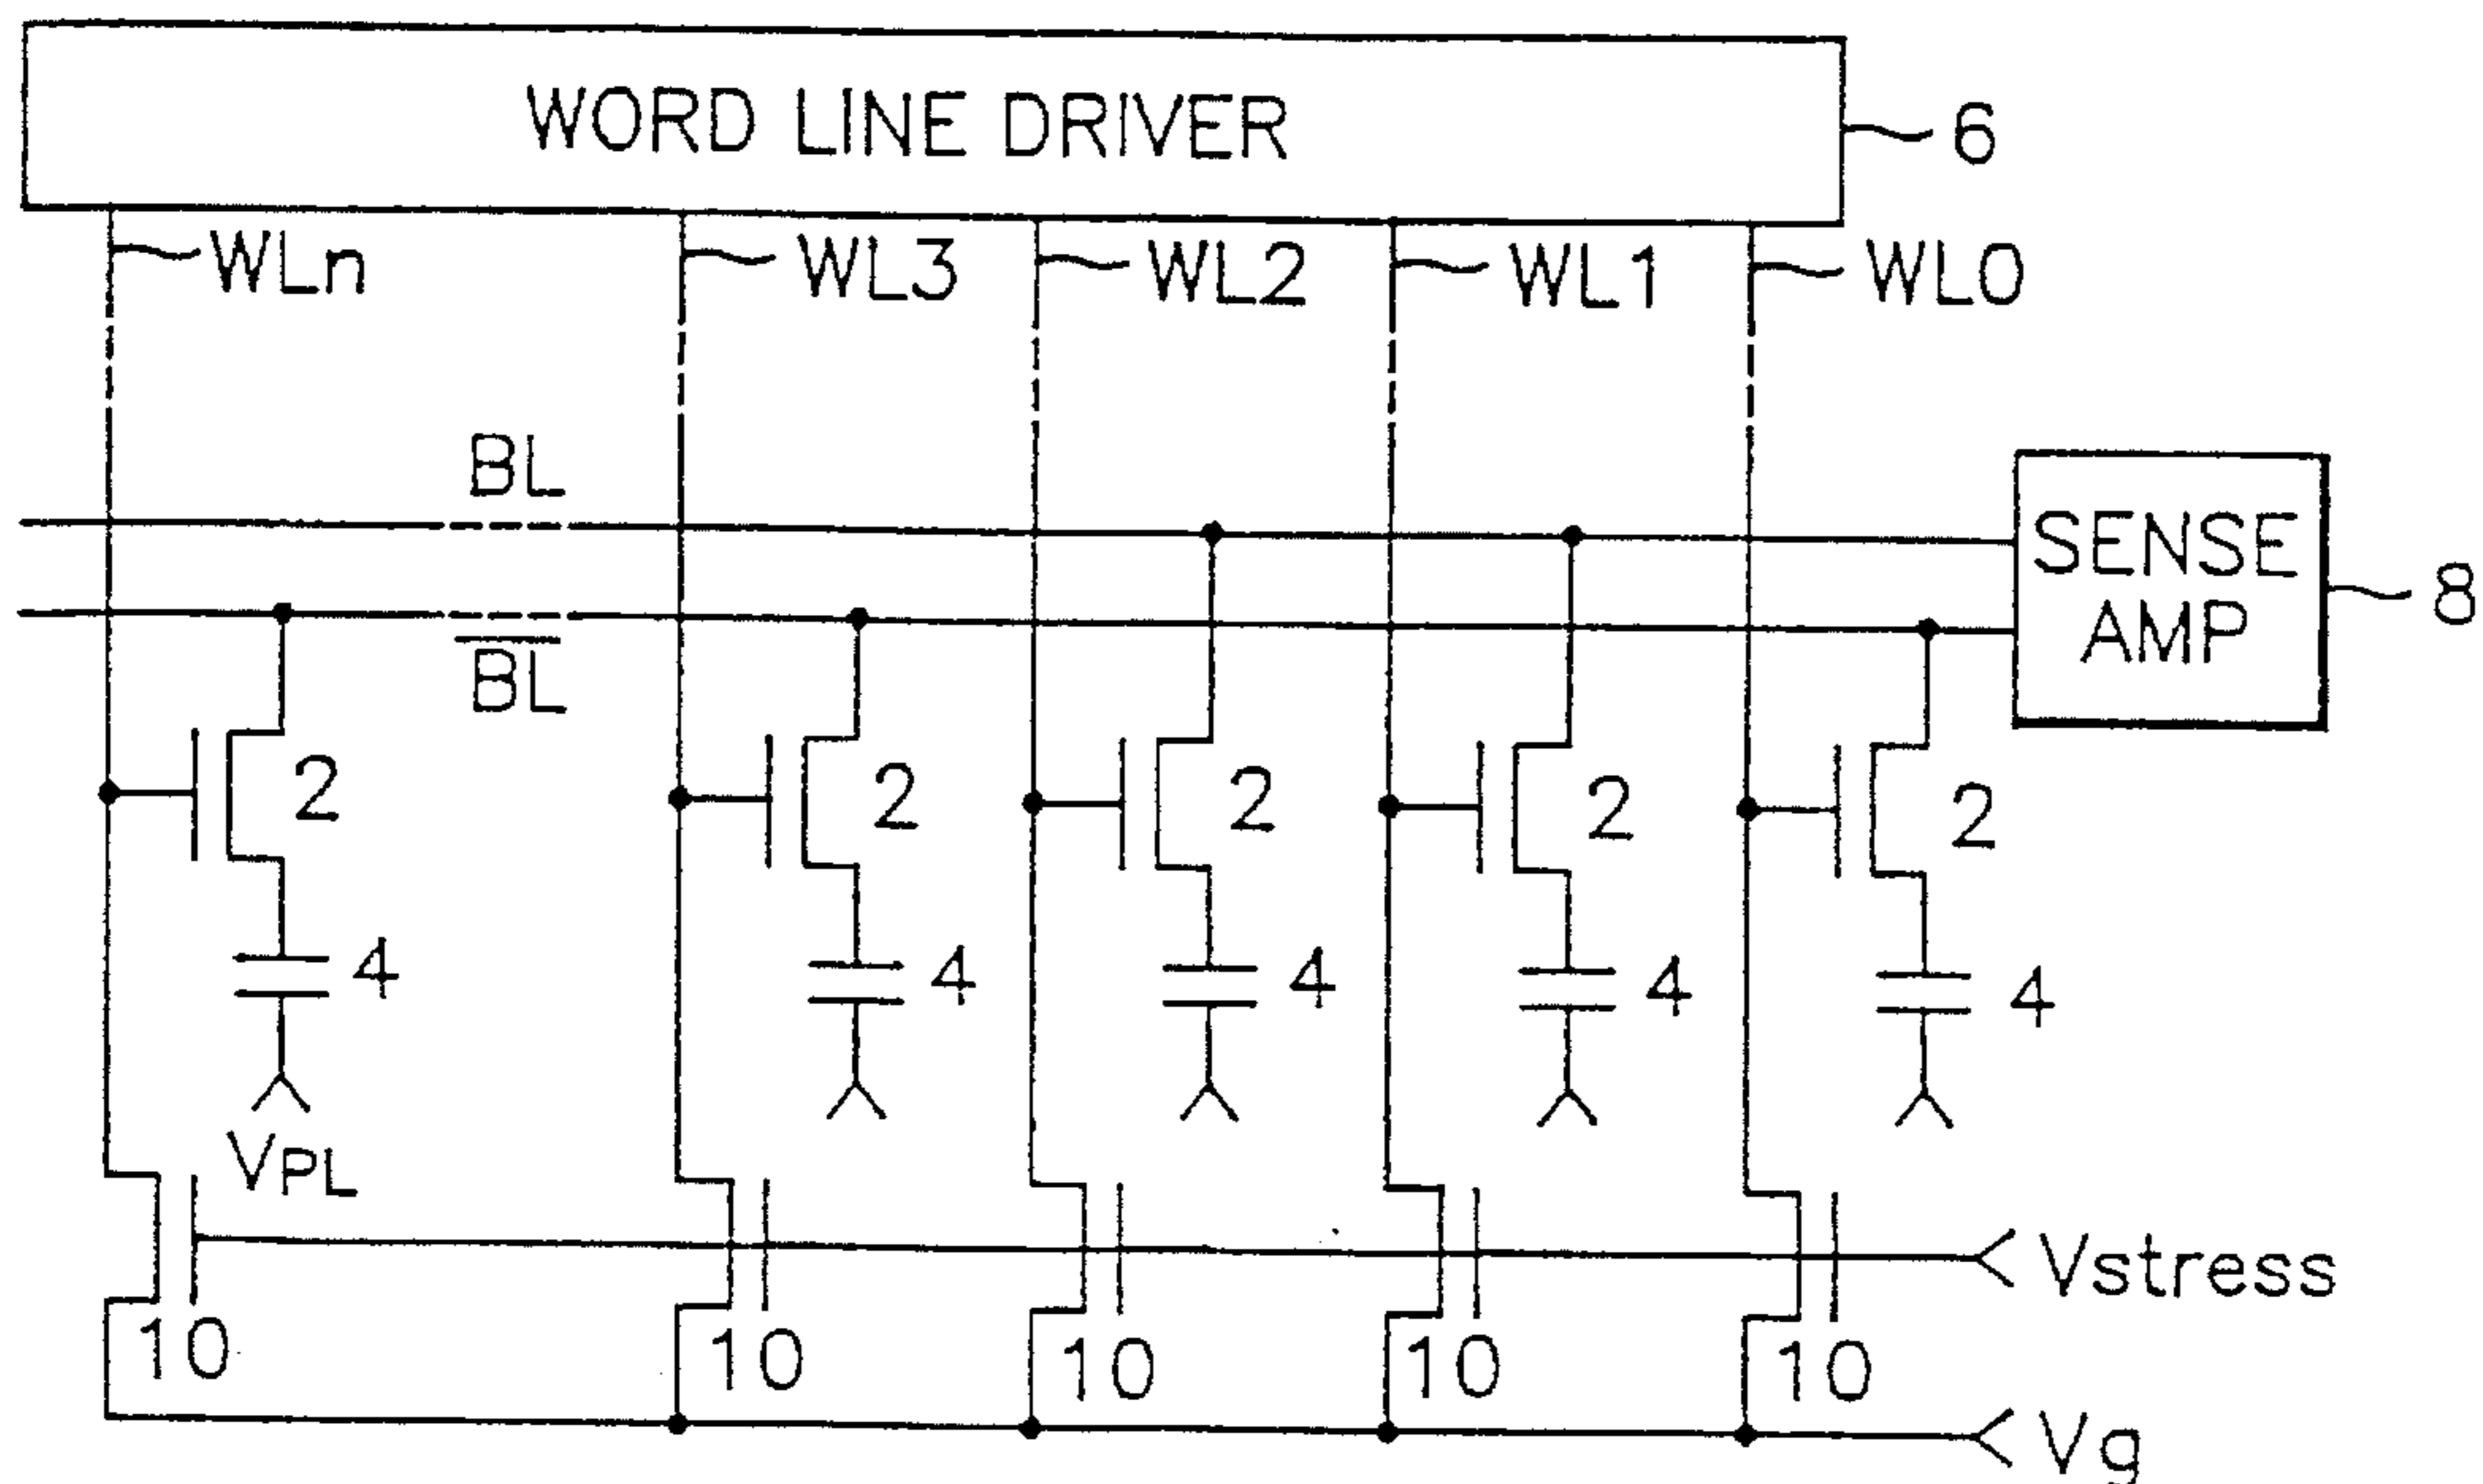 WORD LINE DRIVER
6
WLn WL3 WL2 WL1 WL0
BL
SENSE
AMP
8
BL
2 2 2 2 2
4 4 4 4 4
VPL
Vstress
10 10 10 10 10
Vg